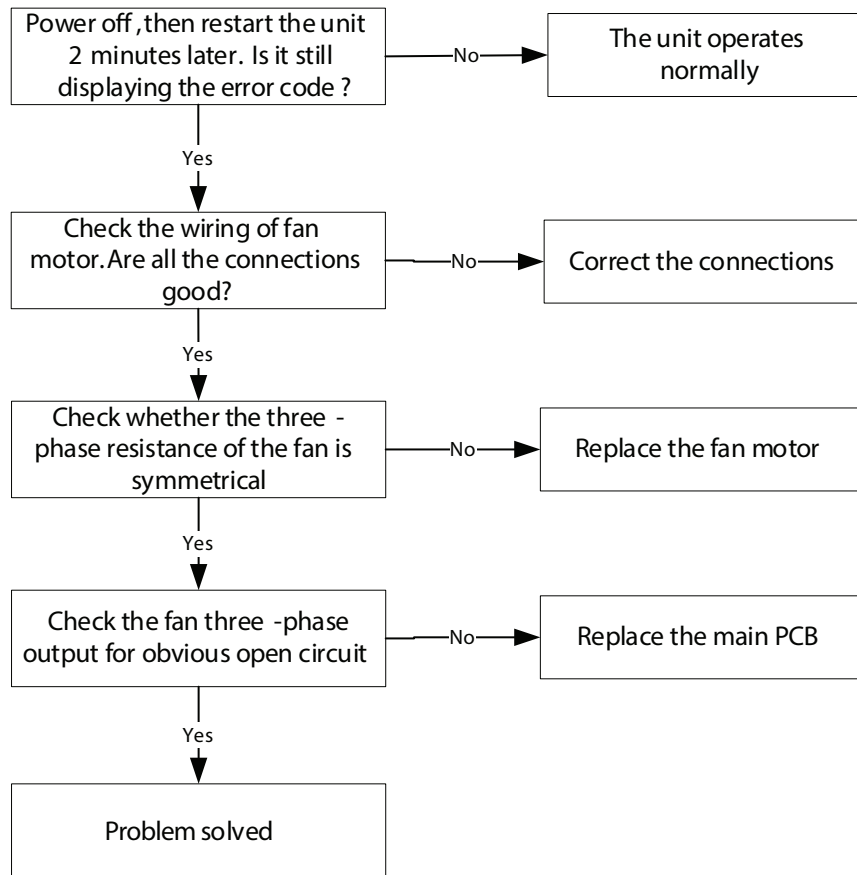 Power off ,then restart the unit
2 minutes later. Is it still
displaying the error code ?
No
The unit operates
normally
Yes
Check the wiring of fan
motor.Are all the connections
good?
No
Correct the connections
Yes
Check whether the three -
phase resistance of the fan is
symmetrical
No
Replace the fan motor
Yes
Check the fan three -phase
output for obvious open circuit
No
Replace the main PCB
Yes
Problem solved